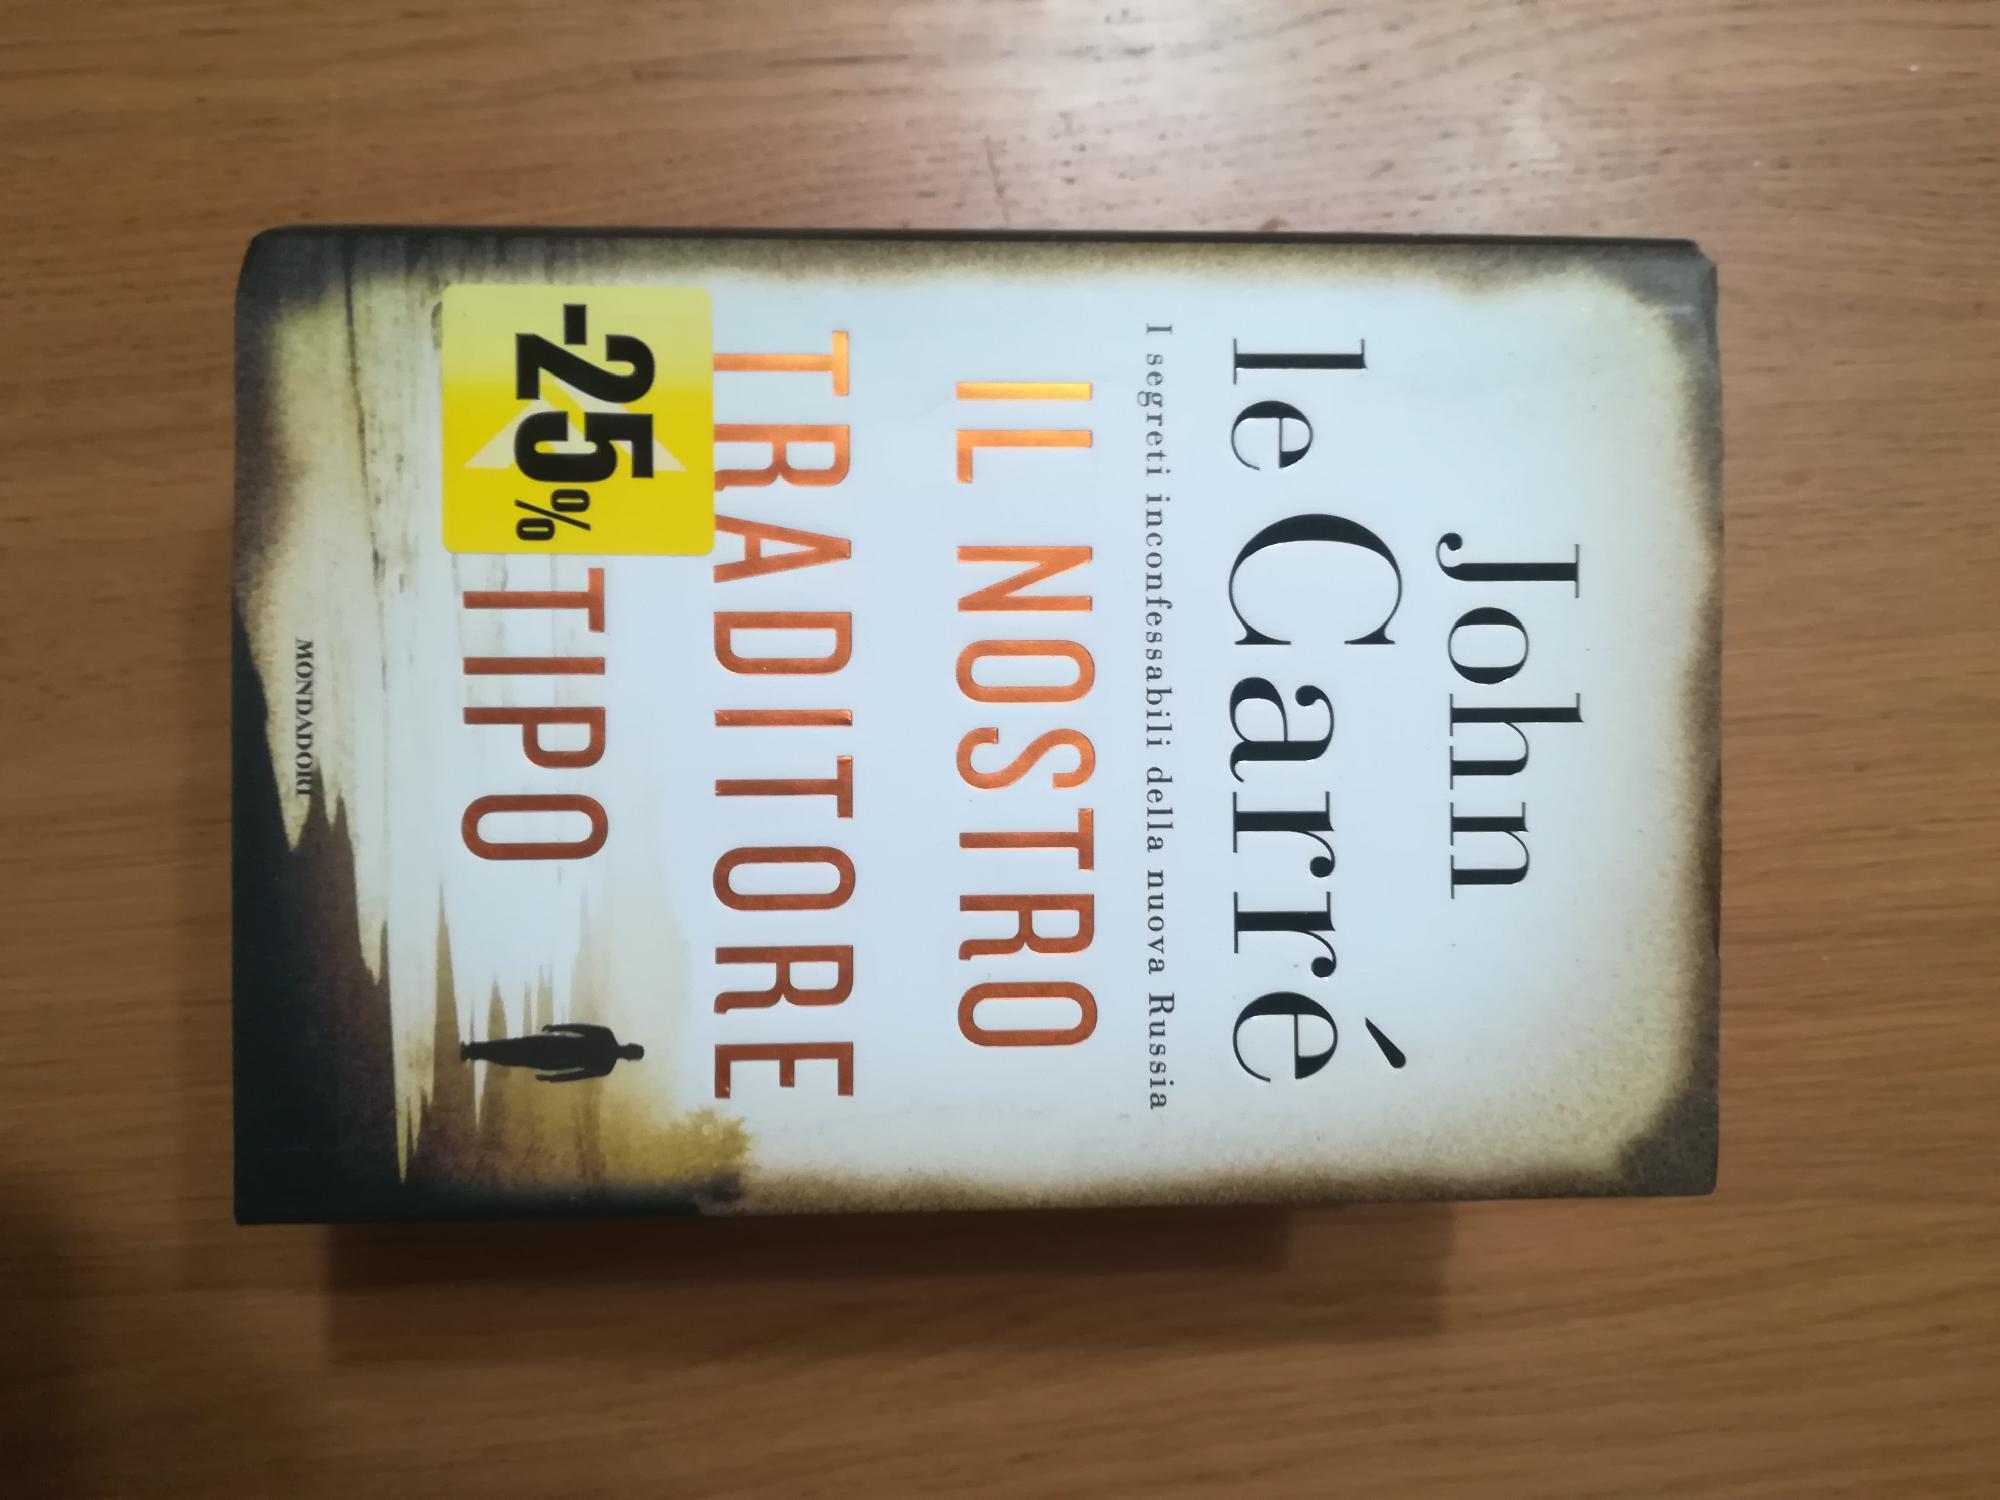 John
le Carré
I segreti inconfessabili della nuova Russia
IL NOSTRO
TRADITORE
TIPO
-25%
MONDADORI